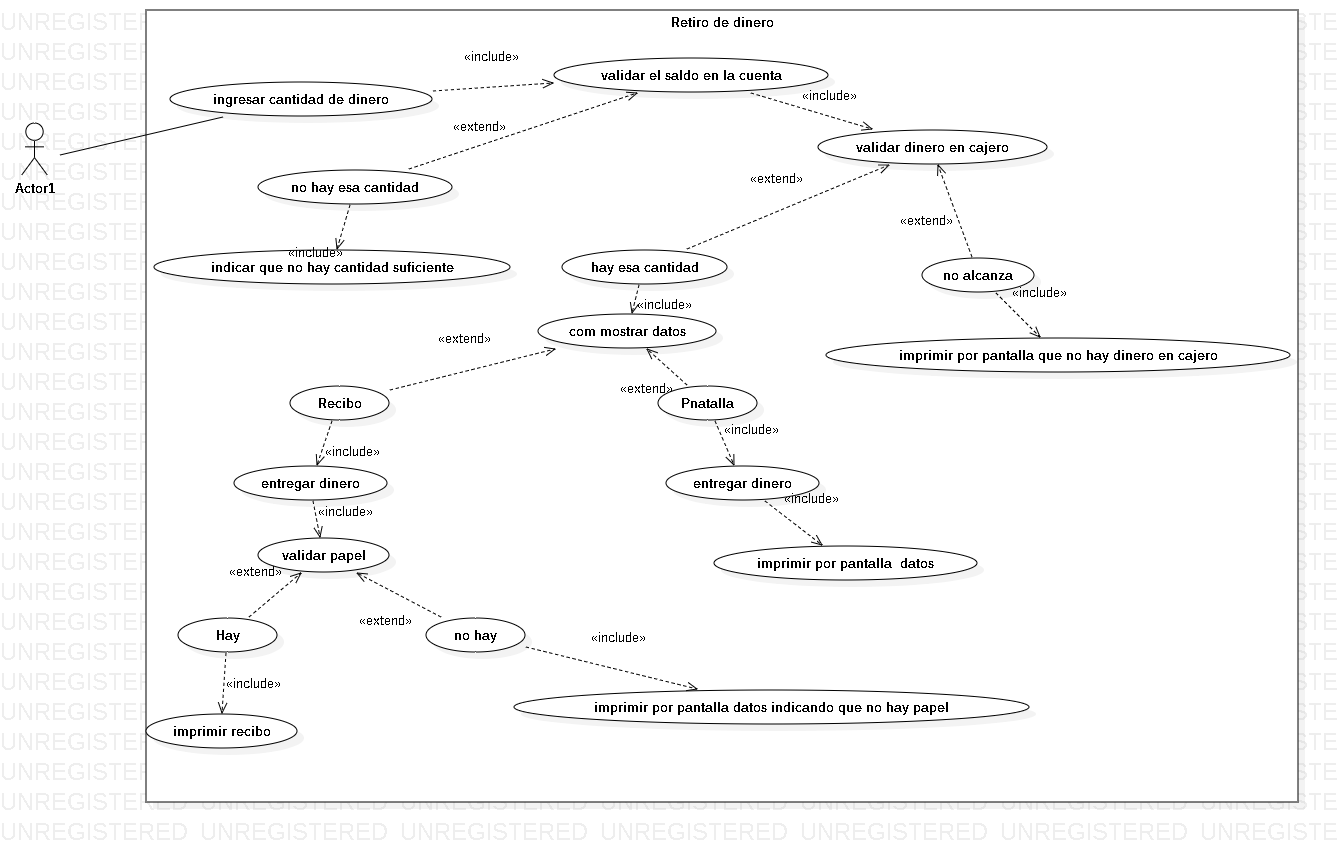 Retiro de dinero
«include»
validar el saldo en la cuenta
ingresar cantidad de dinero
«include»
«extend»
validar dinero en cajero
Actor1
no hay esa cantidad
«extend»
«extend»
«include»
indicar que no hay cantidad suficiente
hay esa cantidad
no alcanza
«include»
«include»
com mostrar datos
«extend»
imprimir por pantalla que no hay dinero en cajero
«extend»
Recibo
Pnatalla
«include»
«include»
entregar dinero
entregar dinero
«include»
«include»
validar papel
imprimir por pantalla  datos
«extend»
«extend»
Hay
no hay
«include»
«include»
imprimir por pantalla datos indicando que no hay papel
imprimir recibo
UNREGISTERED UNREGISTERED UNREGISTERED UNREGISTERED UNREGISTERED UNREGISTERED UNREGISTE